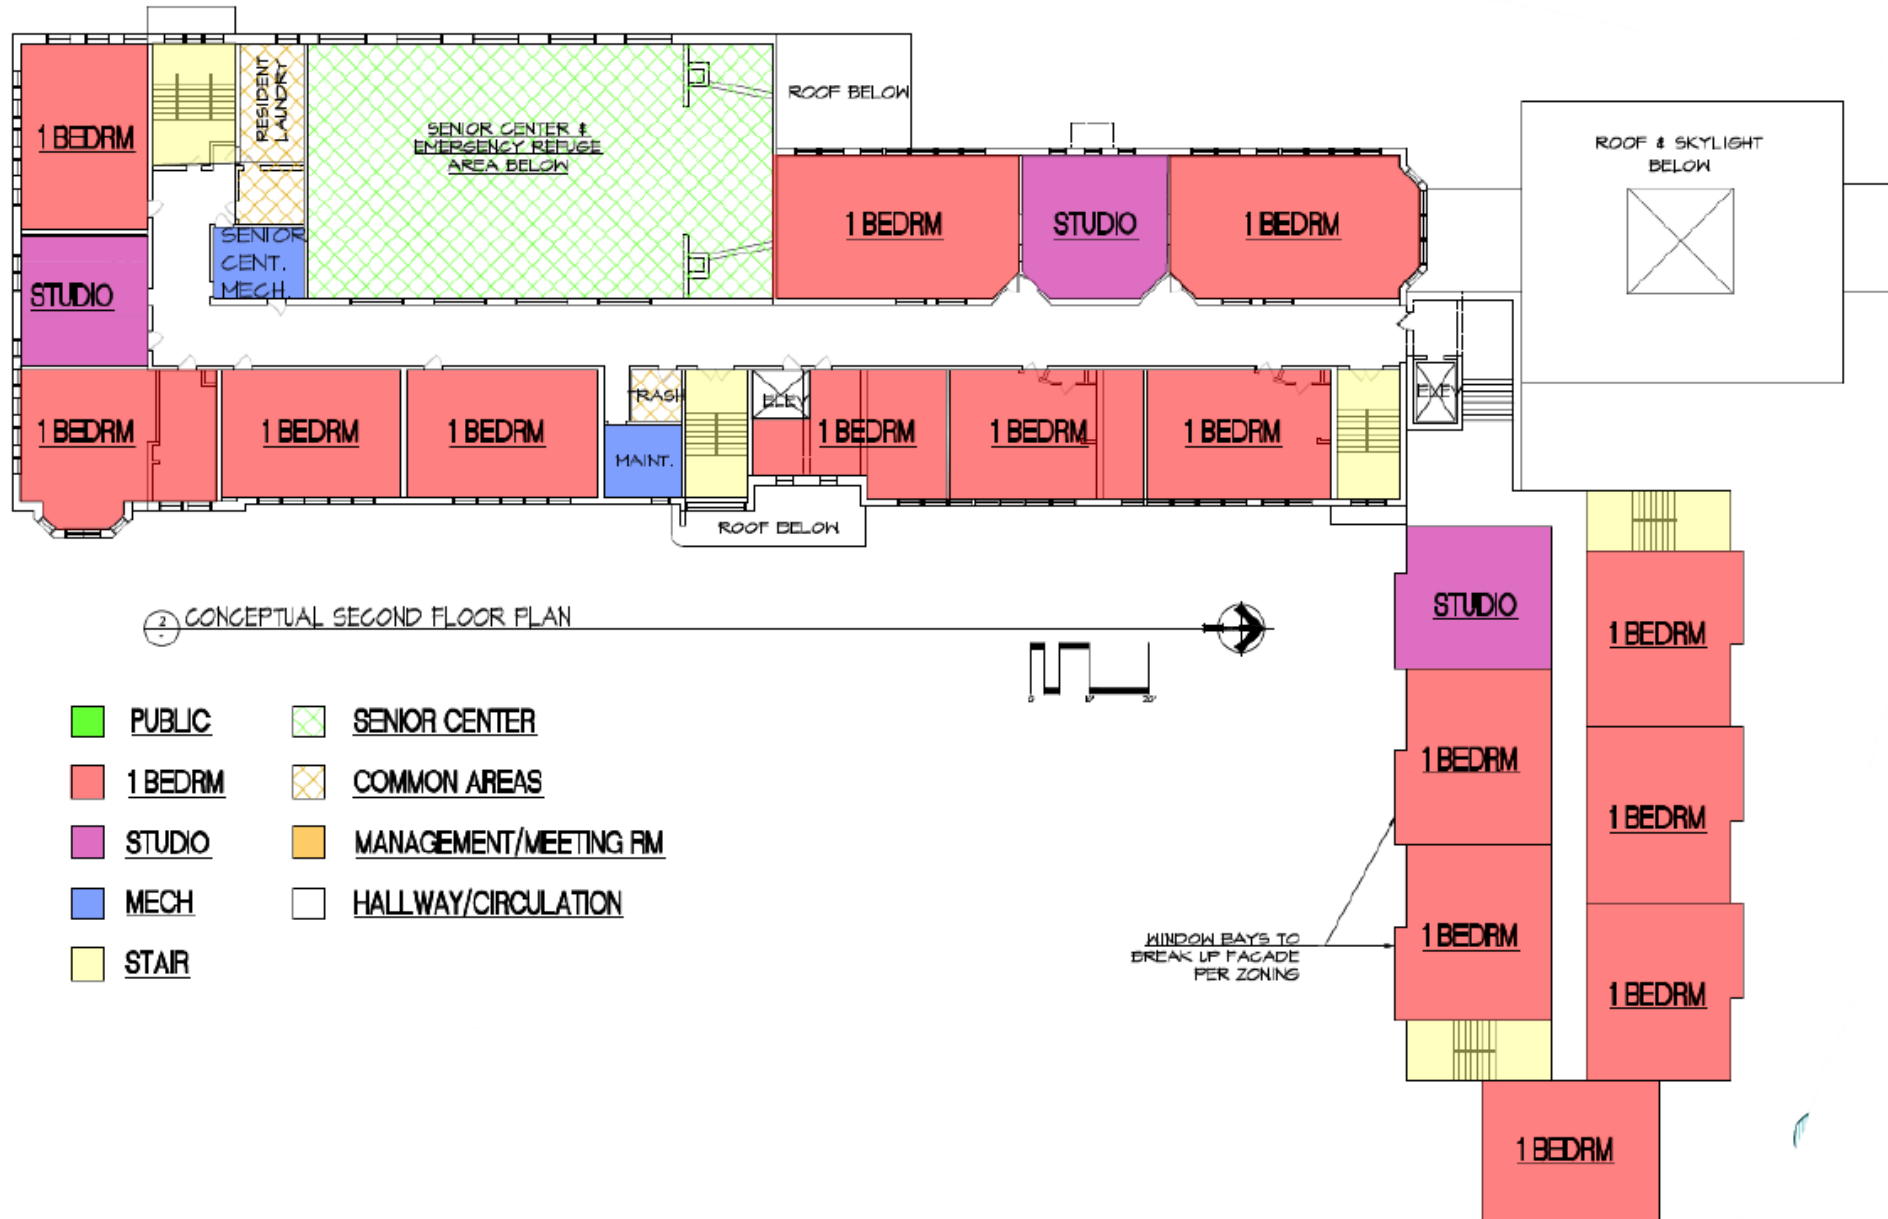 RESIDENT
LAUNDRY
1 BEDRM
SENIOR CENTER &
EMERGENCY REFUGE
AREA BELOW
ROOF BELOW
ROOF & SKYLIGHT
BELOW
1 BEDRM
STUDIO
1 BEDRM
SENIOR
CENT.
MECH.
STUDIO
1 BEDRM
1 BEDRM
1 BEDRM
TRASH
MAINT.
ELEV
1 BEDRM
1 BEDRM
1 BEDRM
ELEV
ROOF BELOW
2
-
CONCEPTUAL SECOND FLOOR PLAN
0'
10'
20'
STUDIO
1 BEDRM
1 BEDRM
1 BEDRM
1 BEDRM
1 BEDRM
1 BEDRM
WINDOW BAYS TO
BREAK UP FACADE
PER ZONING
PUBLIC
1 BEDRM
STUDIO
MECH
STAIR
SENIOR CENTER
COMMON AREAS
MANAGEMENT/MEETING RM
HALLWAY/CIRCULATION